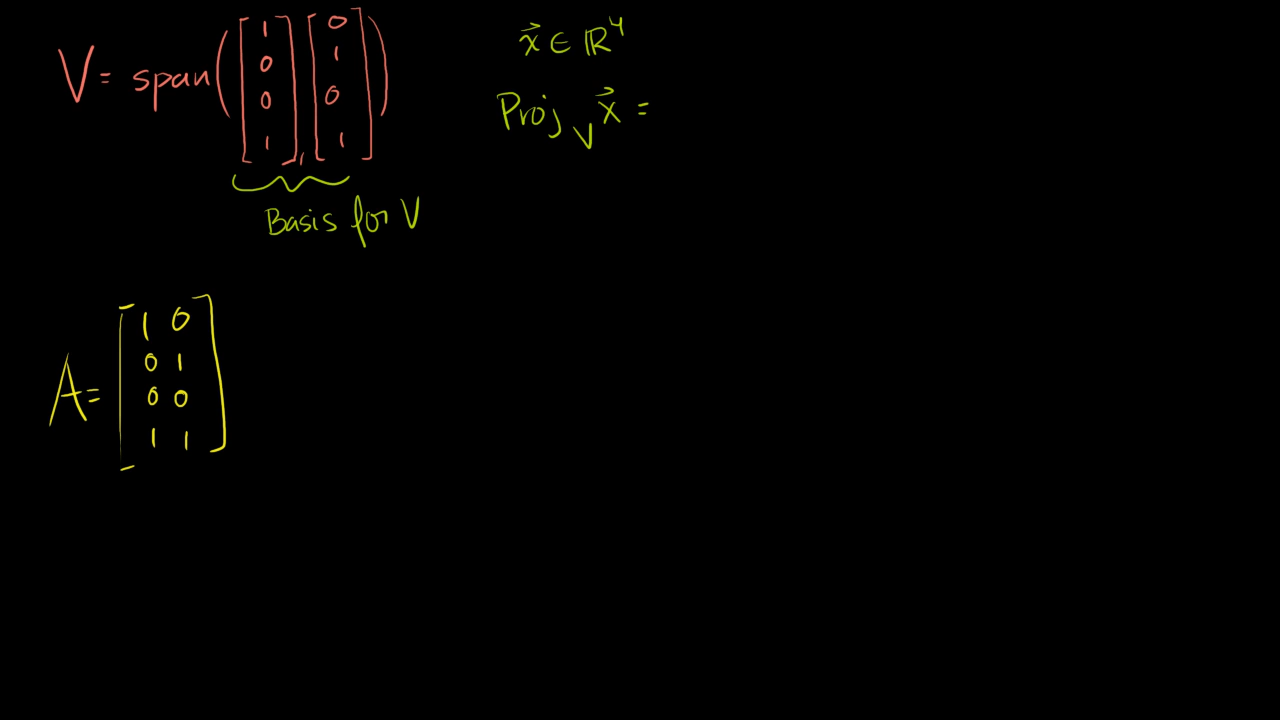 V = span([1 0 0 1], [0 1 0 1])
x⃗ ∈ ℝ⁴
Proj_V x⃗ =
Basis for V
A = [
1 0
0 1
0 0
1 1
]